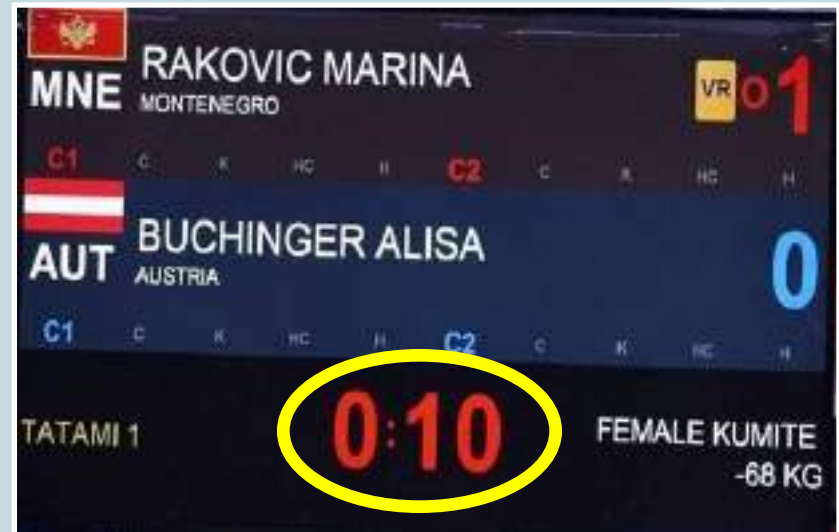 RAKOVIC MARINA
MNE MONTENEGRO
VR O 1
C1 C K HC H C2 C K HC H
BUCHINGER ALISA
AUT AUSTRIA
0
C1 C K HC H C2 C K HC H
TATAMI 1
0:10
FEMALE KUMITE
-68 KG